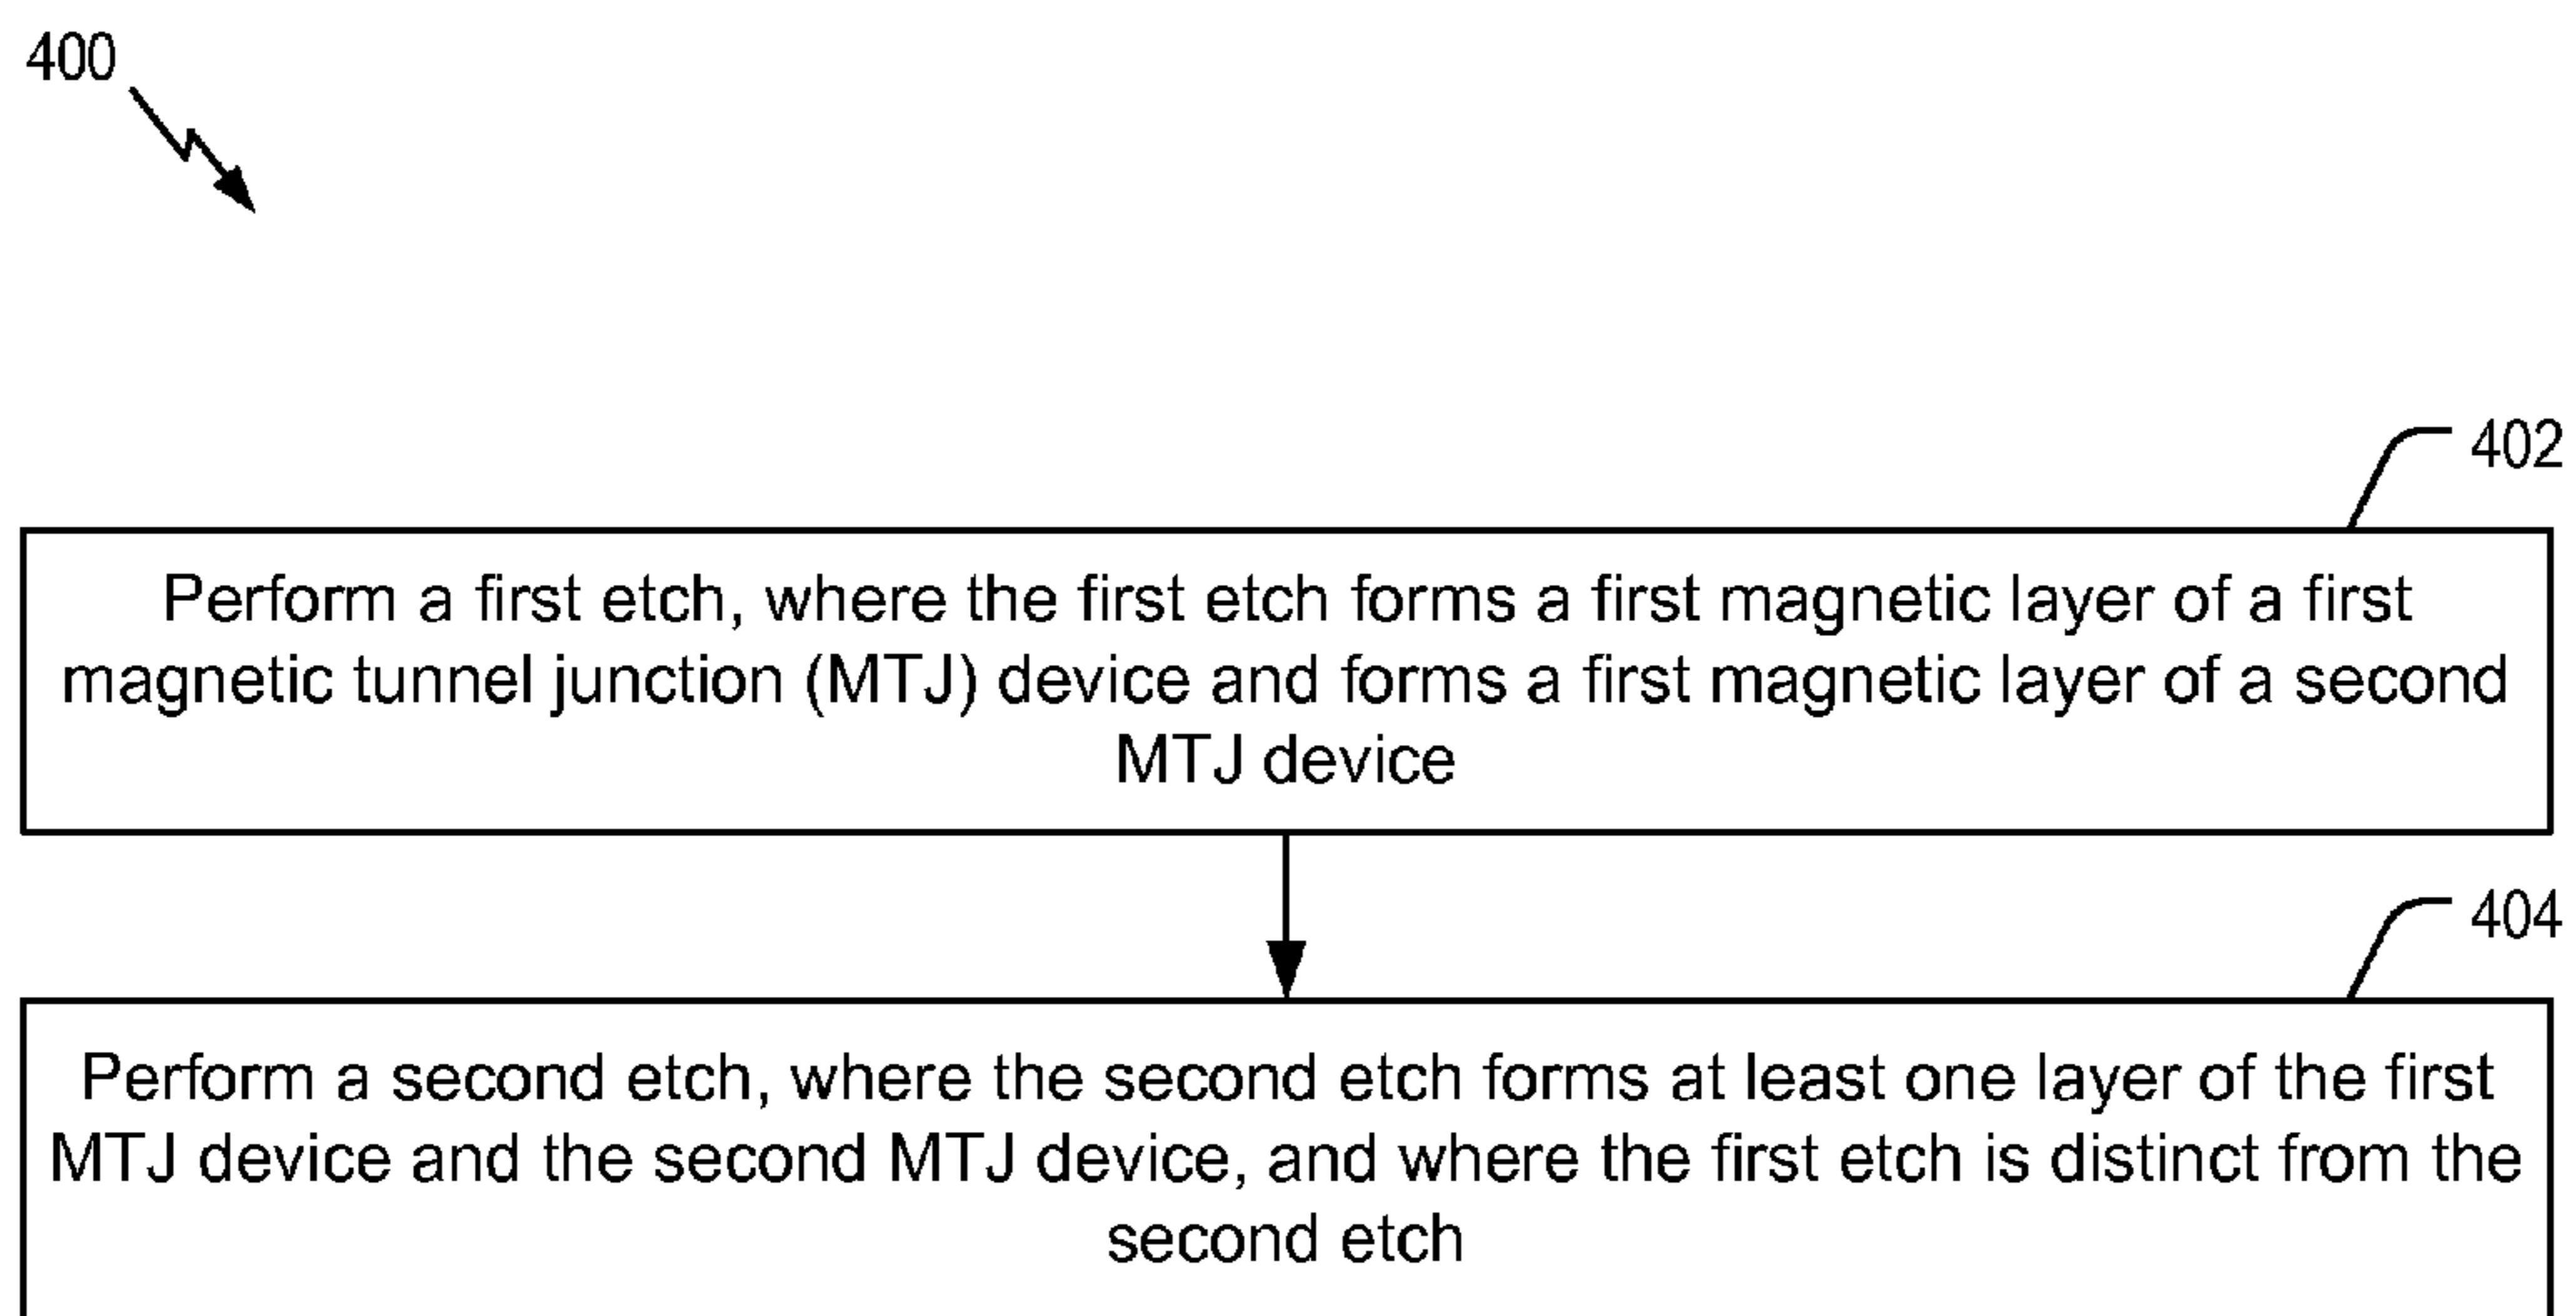 400
402
Perform a first etch, where the first etch forms a first magnetic layer of a first
magnetic tunnel junction (MTJ) device and forms a first magnetic layer of a second
MTJ device
404
Perform a second etch, where the second etch forms at least one layer of the first
MTJ device and the second MTJ device, and where the first etch is distinct from the
second etch